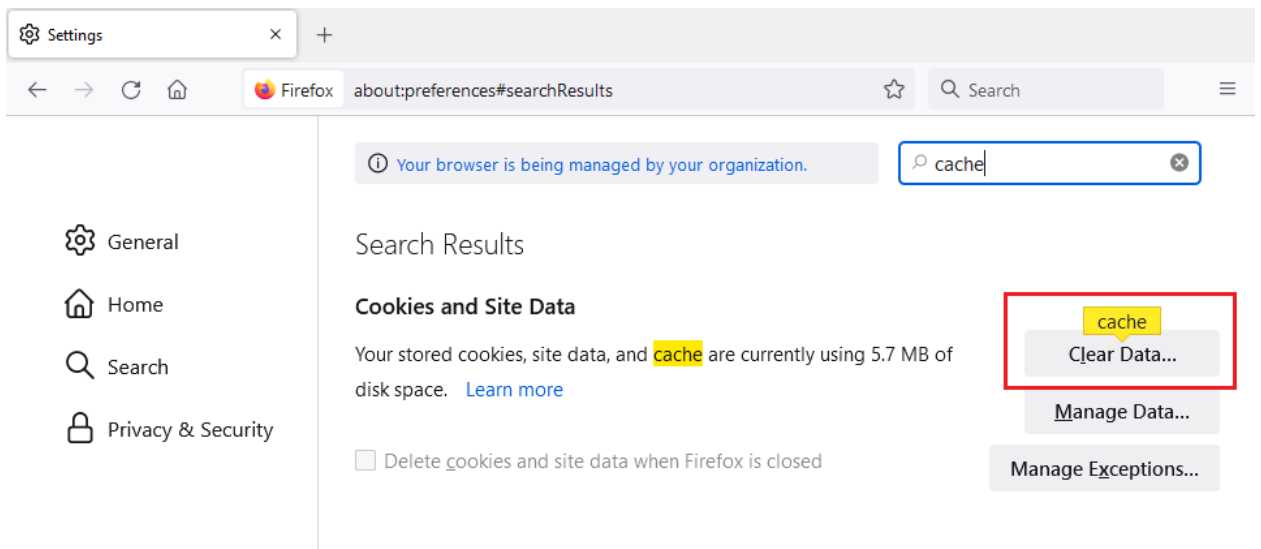 Settings
Firefox about:preferences#searchResults Search
Your browser is being managed by your organization.
cache
General
Home
Search
Privacy & Security
Search Results
Cookies and Site Data
Your stored cookies, site data, and cache are currently using 5.7 MB of
disk space. Learn more
Delete cookies and site data when Firefox is closed
cache
Clear Data...
Manage Data...
Manage Exceptions...